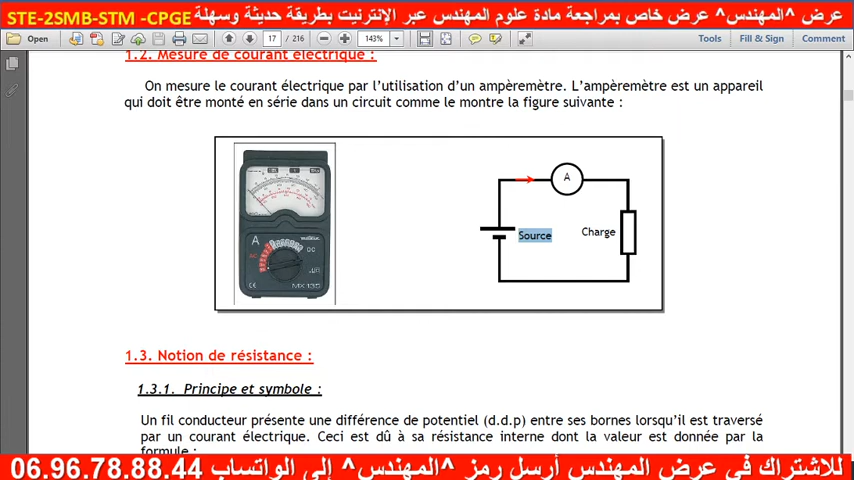 STE-2SMB-STM -CPGE عرض ^المهندس^ عرض خاص بمراجعة مادة علوم المهندس عبر الإنترنيت بطريقة حديثة وسهلة
Open 17 / 216 143% Tools Fill & Sign Comment
1.2. Mesure de courant électrique :
On mesure le courant électrique par l’utilisation d’un ampèremètre. L’ampèremètre est un appareil
qui doit être monté en série dans un circuit comme le montre la figure suivante :
A
Source
Charge
A
DC
MX 135
1.3. Notion de résistance :
1.3.1. Principe et symbole :
Un fil conducteur présente une différence de potentiel (d.d.p) entre ses bornes lorsqu’il est traversé
par un courant électrique. Ceci est dû à sa résistance interne dont la valeur est donnée par la
formule :
للاشتراك في عرض المهندس أرسل رمز ^المهندس^ إلى الواتساب 06.96.78.88.44